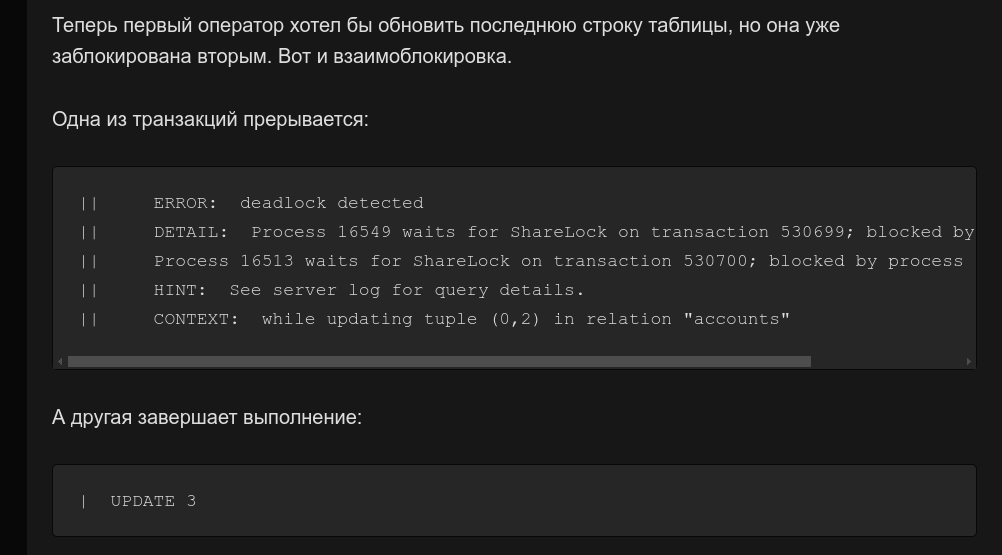 Теперь первый оператор хотел бы обновить последнюю строку таблицы, но она уже
заблокирована вторым. Вот и взаимоблокировка.
Одна из транзакций прерывается:
||     ERROR:  deadlock detected
||     DETAIL:  Process 16549 waits for ShareLock on transaction 530699; blocked by
||     Process 16513 waits for ShareLock on transaction 530700; blocked by process
||     HINT:  See server log for query details.
||     CONTEXT:  while updating tuple (0,2) in relation "accounts"
А другая завершает выполнение:
|  UPDATE 3